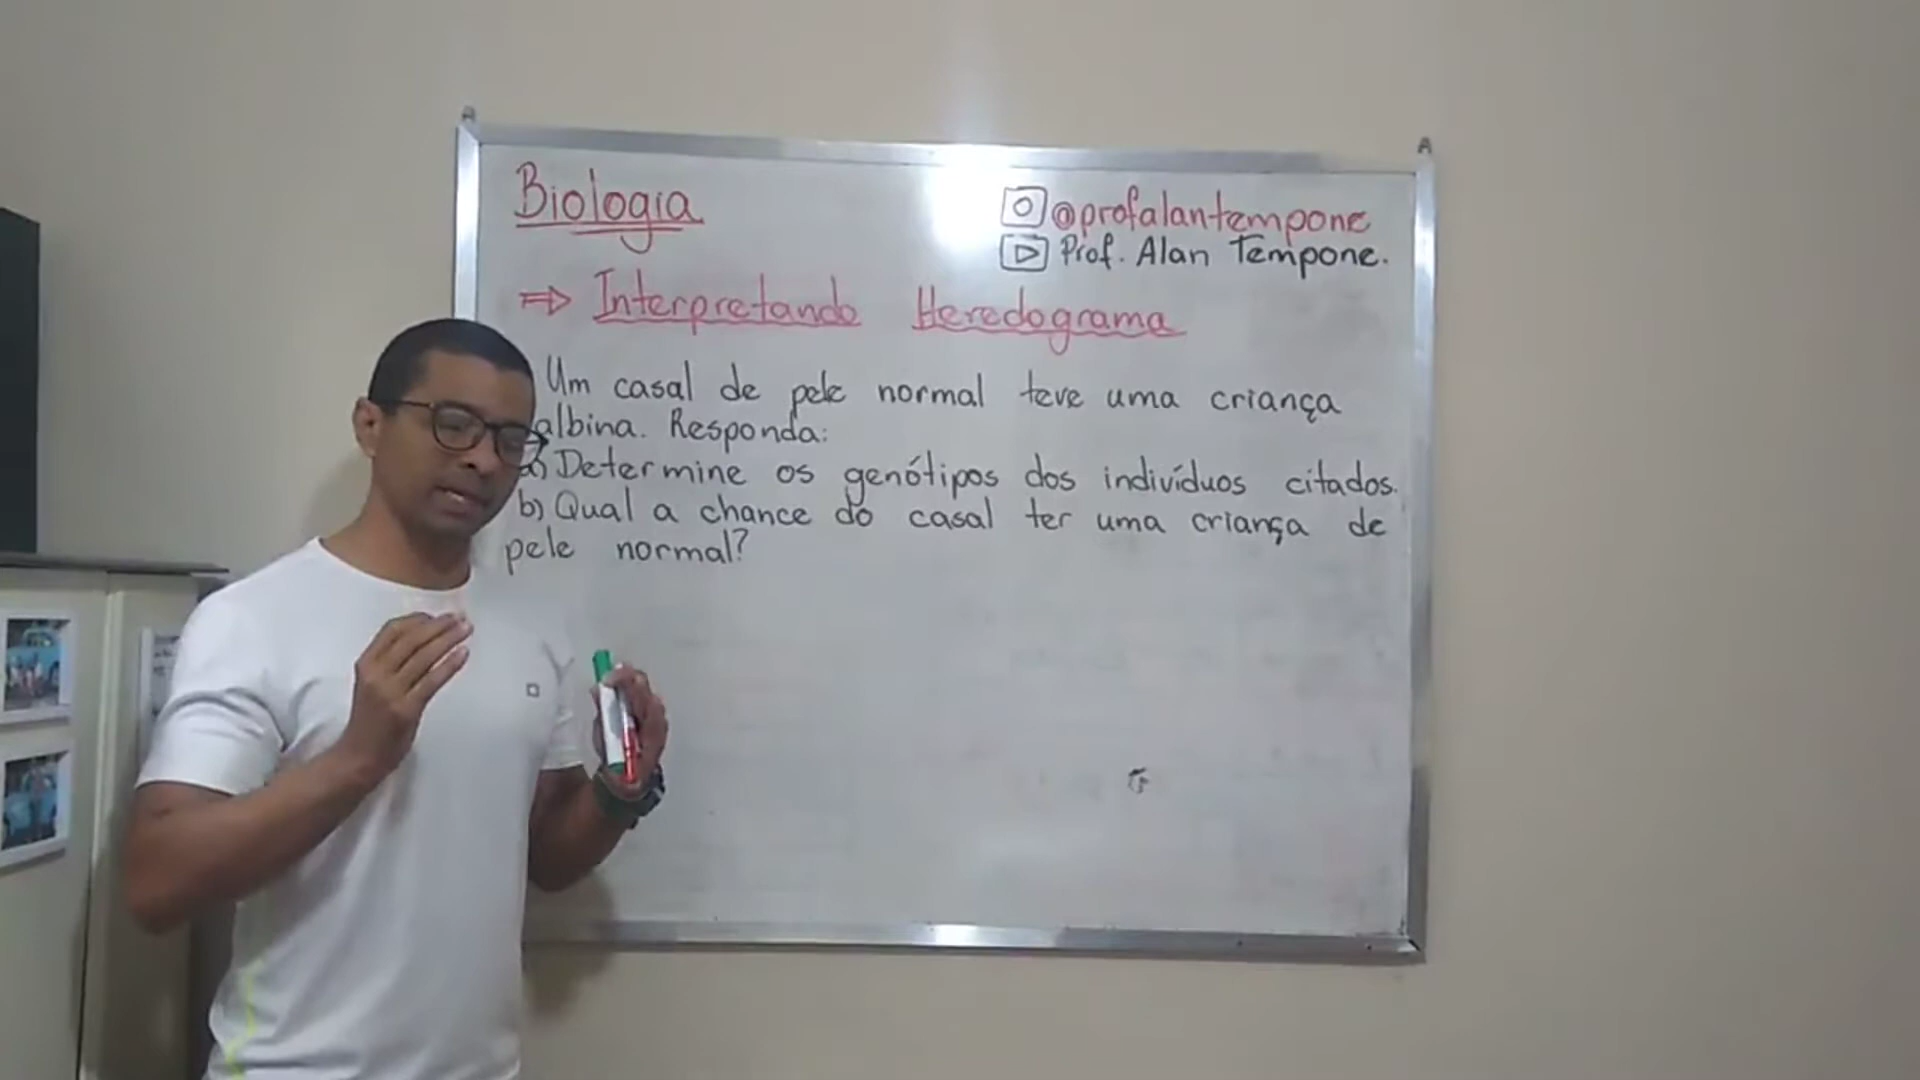 Biologia
@profalantempone
Prof. Alan Tempone.
⇒ Interpretando Heredograma
Um casal de pele normal teve uma criança
albina. Responda:
a) Determine os genótipos dos indivíduos citados.
b) Qual a chance do casal ter uma criança de
pele normal?